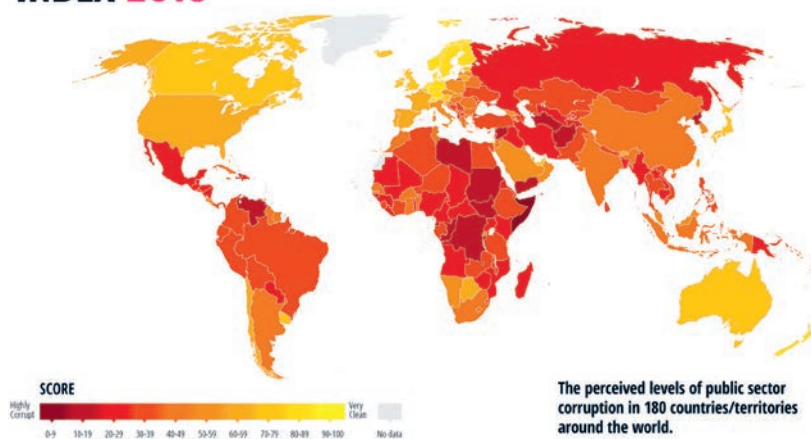 INDEX 2019
SCORE
Highly
Corrupt
Very
Clean
0-9 10-19 20-29 30-39 40-49 50-59 60-69 70-79 80-89 90-100 No data
The perceived levels of public sector
corruption in 180 countries/territories
around the world.